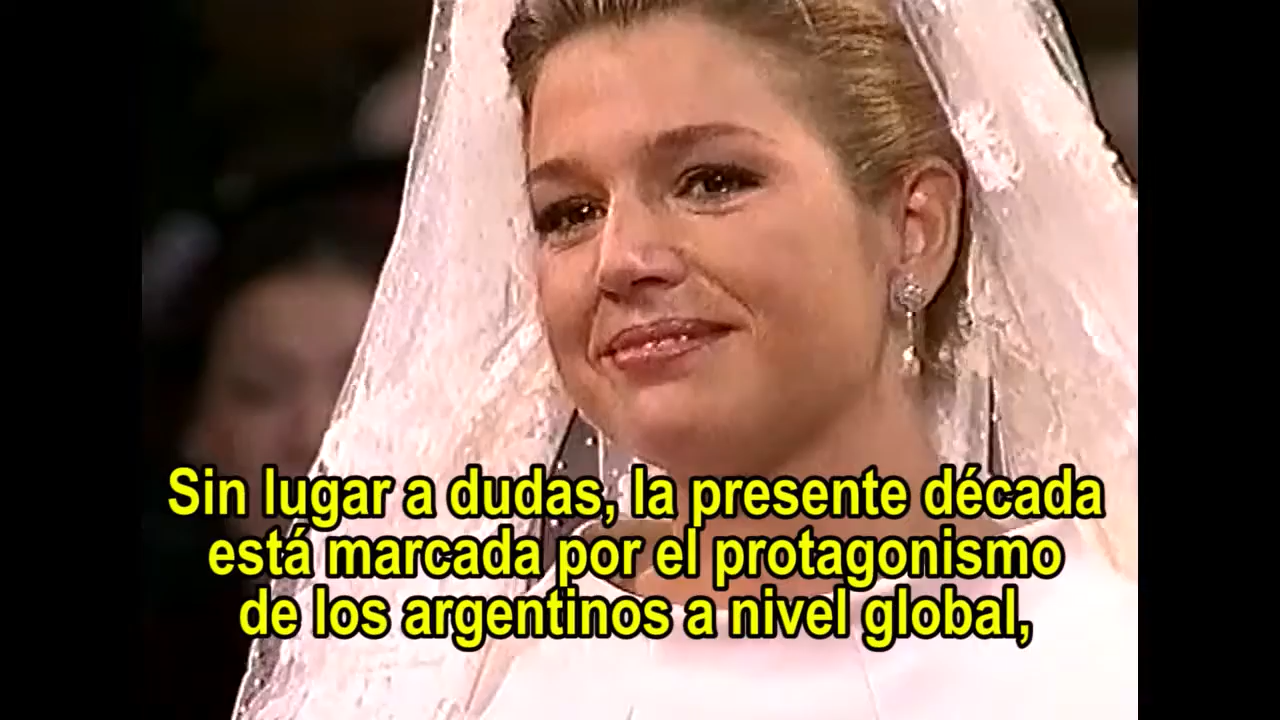 Sin lugar a dudas, la presente década
está marcada por el protagonismo
de los argentinos a nivel global,